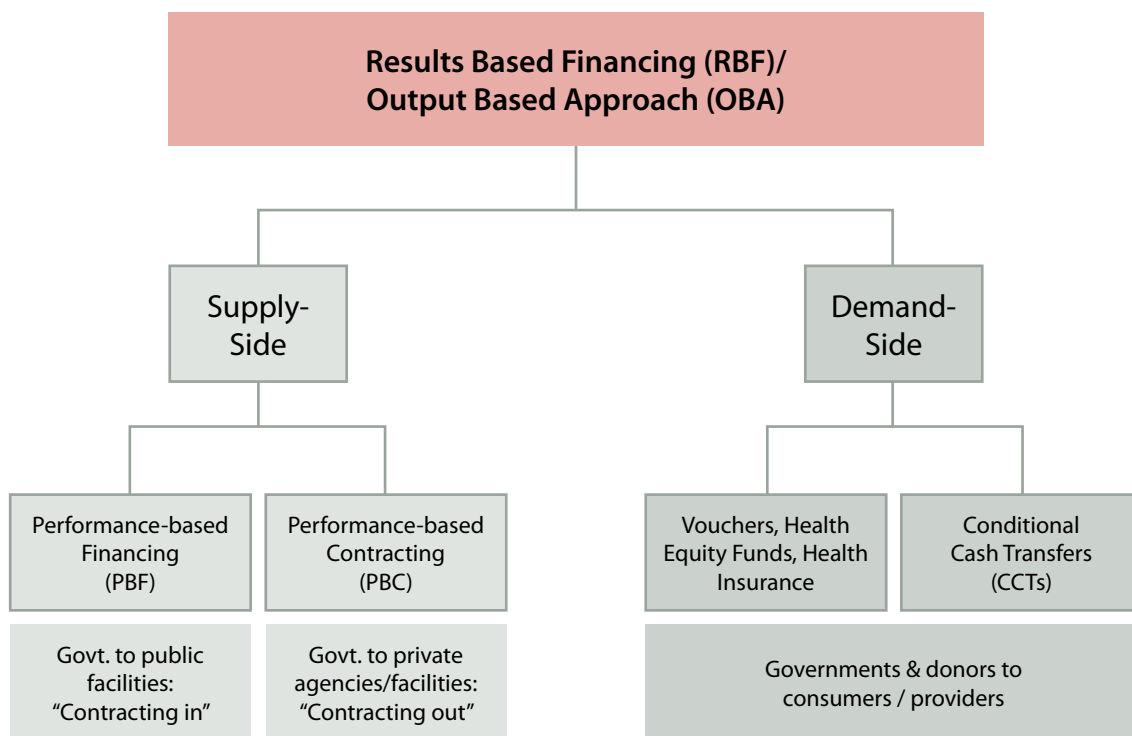 Results Based Financing (RBF)/
Output Based Approach (OBA)
Supply-
Side
Demand-
Side
Performance-based
Financing
(PBF)
Performance-based
Contracting
(PBC)
Vouchers, Health
Equity Funds, Health
Insurance
Conditional
Cash Transfers
(CCTs)
Govt. to public
facilities:
“Contracting in”
Govt. to private
agencies/facilities:
“Contracting out”
Governments & donors to
consumers / providers